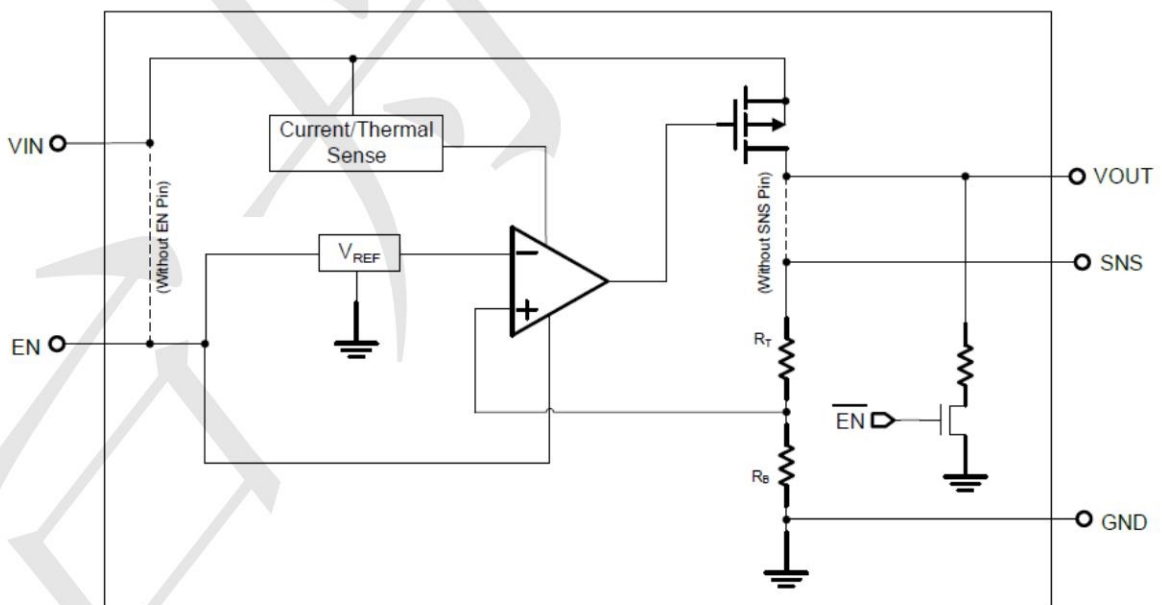 Current/Thermal
Sense
VIN
(Without EN Pin)
VREF
EN
−
+
(Without SNS Pin)
VOUT
SNS
RT
EN
RB
GND